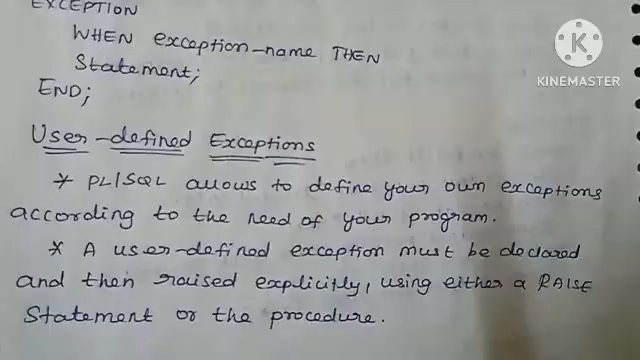 EXCEPTION
WHEN exception-name THEN
Statement;
END;
User-defined Exceptions
* PL/SQL allows to define your own exceptions
according to the need of your program.
* A user-defined exception must be declared
and then raised explicitly, using either a RAISE
Statement or the procedure.
KINEMASTER